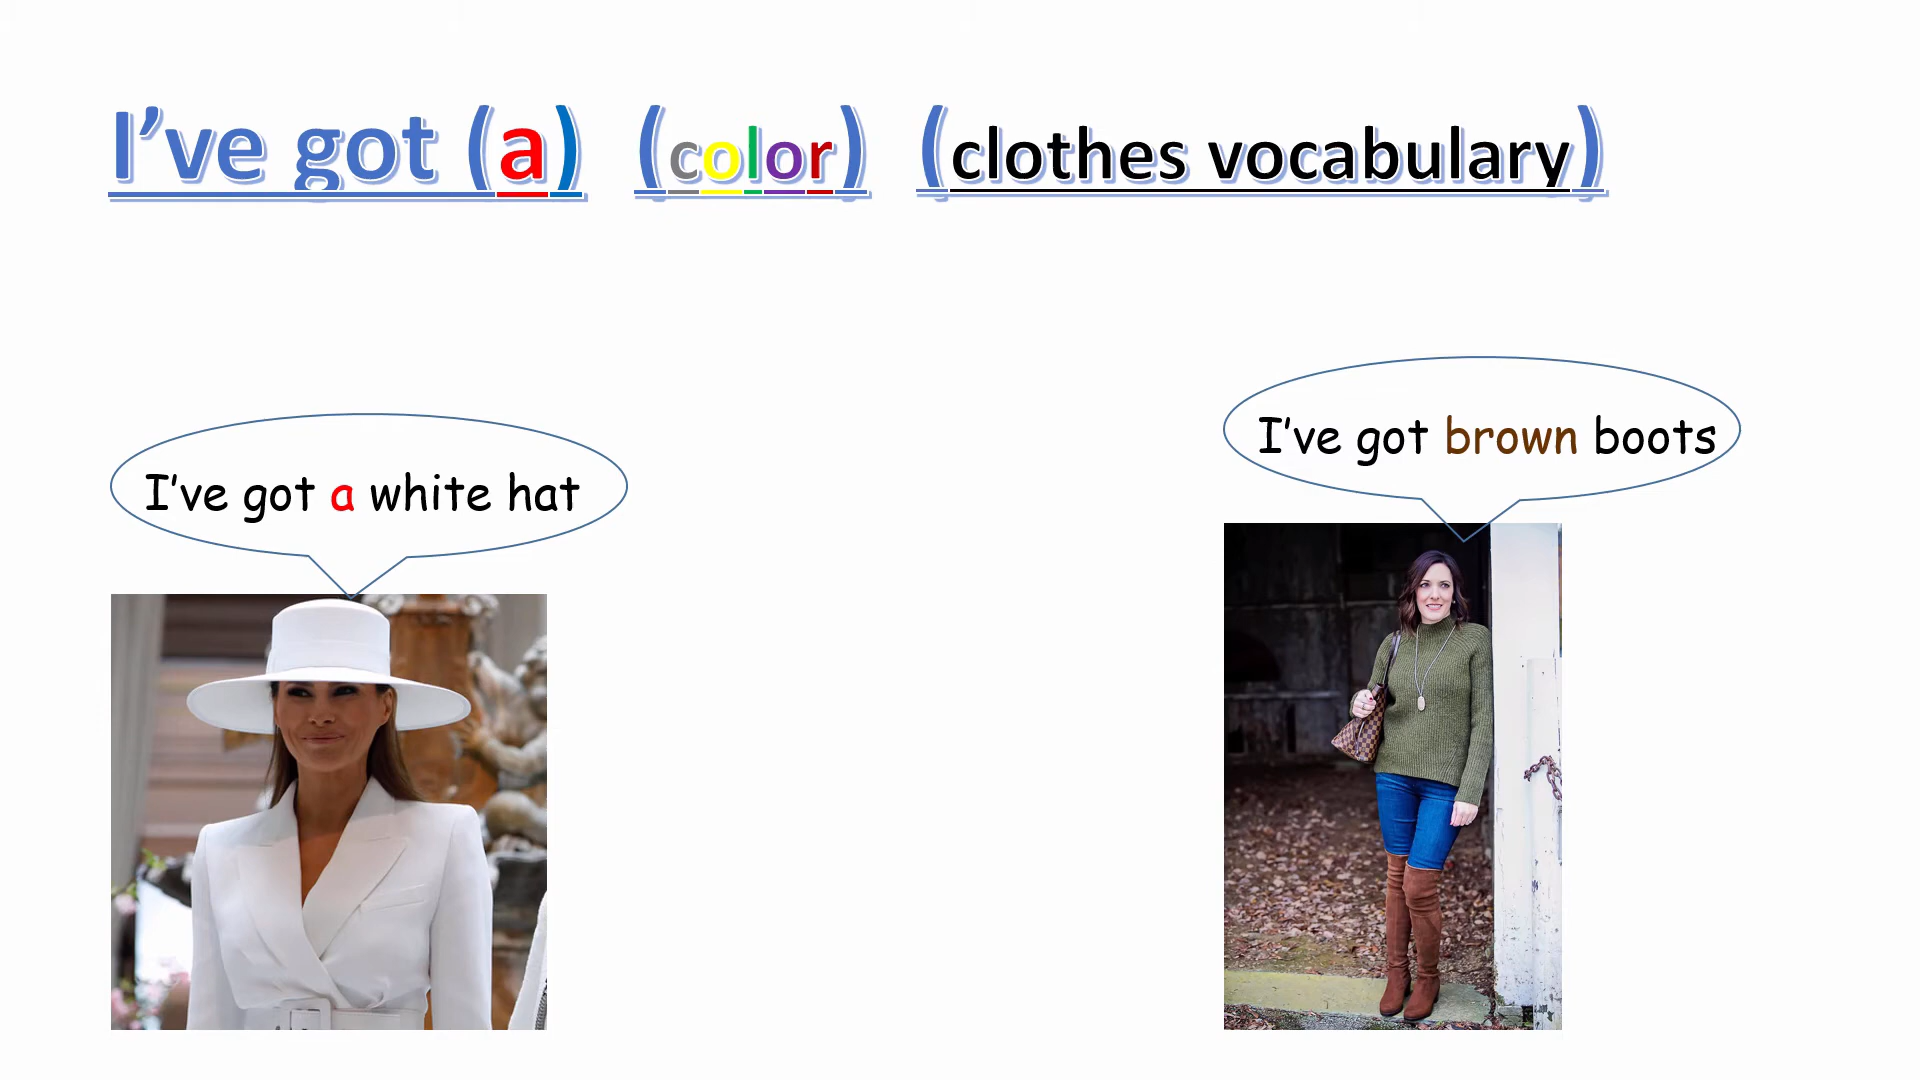 I’ve got (a) (color) (clothes vocabulary)
I’ve got a white hat
I’ve got brown boots